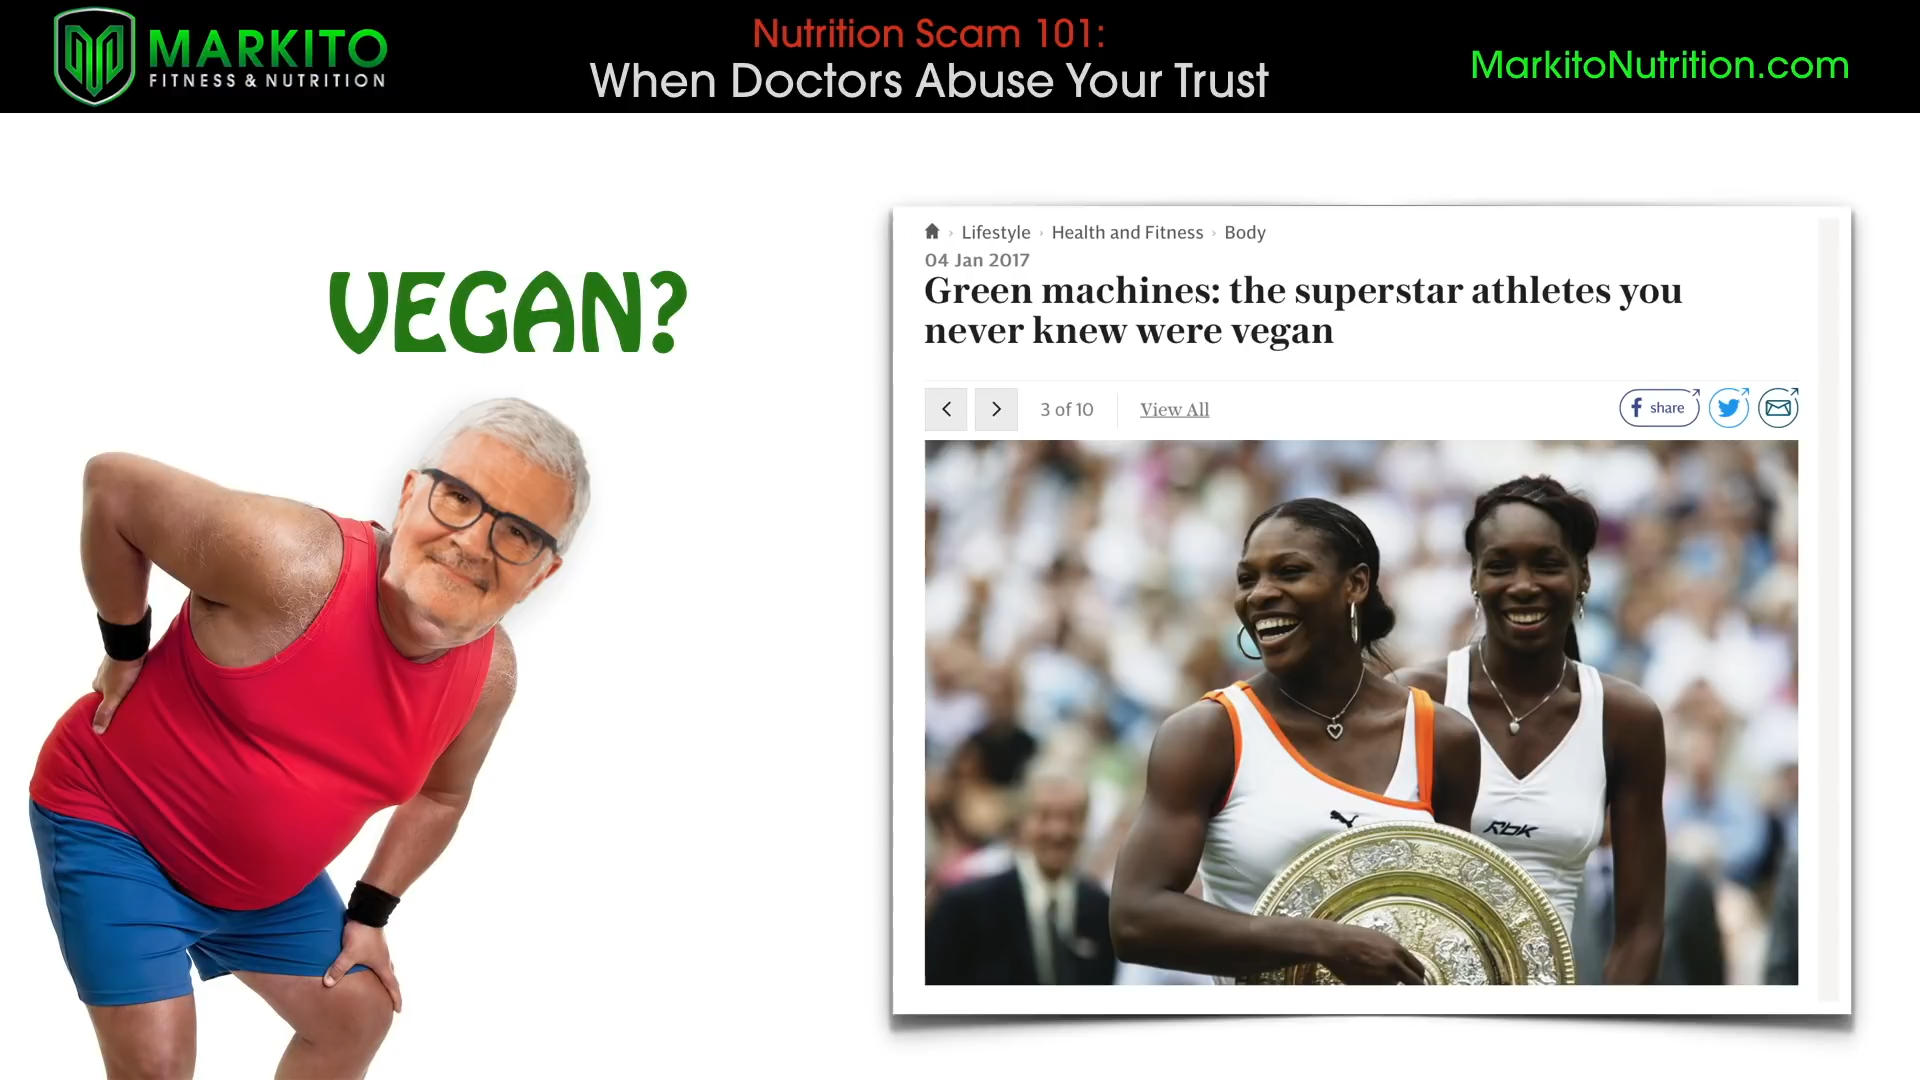 MARKITO
FITNESS & NUTRITION
Nutrition Scam 101:
When Doctors Abuse Your Trust
MarkitoNutrition.com
VEGAN?
Lifestyle › Health and Fitness › Body
04 Jan 2017
Green machines: the superstar athletes you
never knew were vegan
< > 3 of 10 View All
f share
Rbk